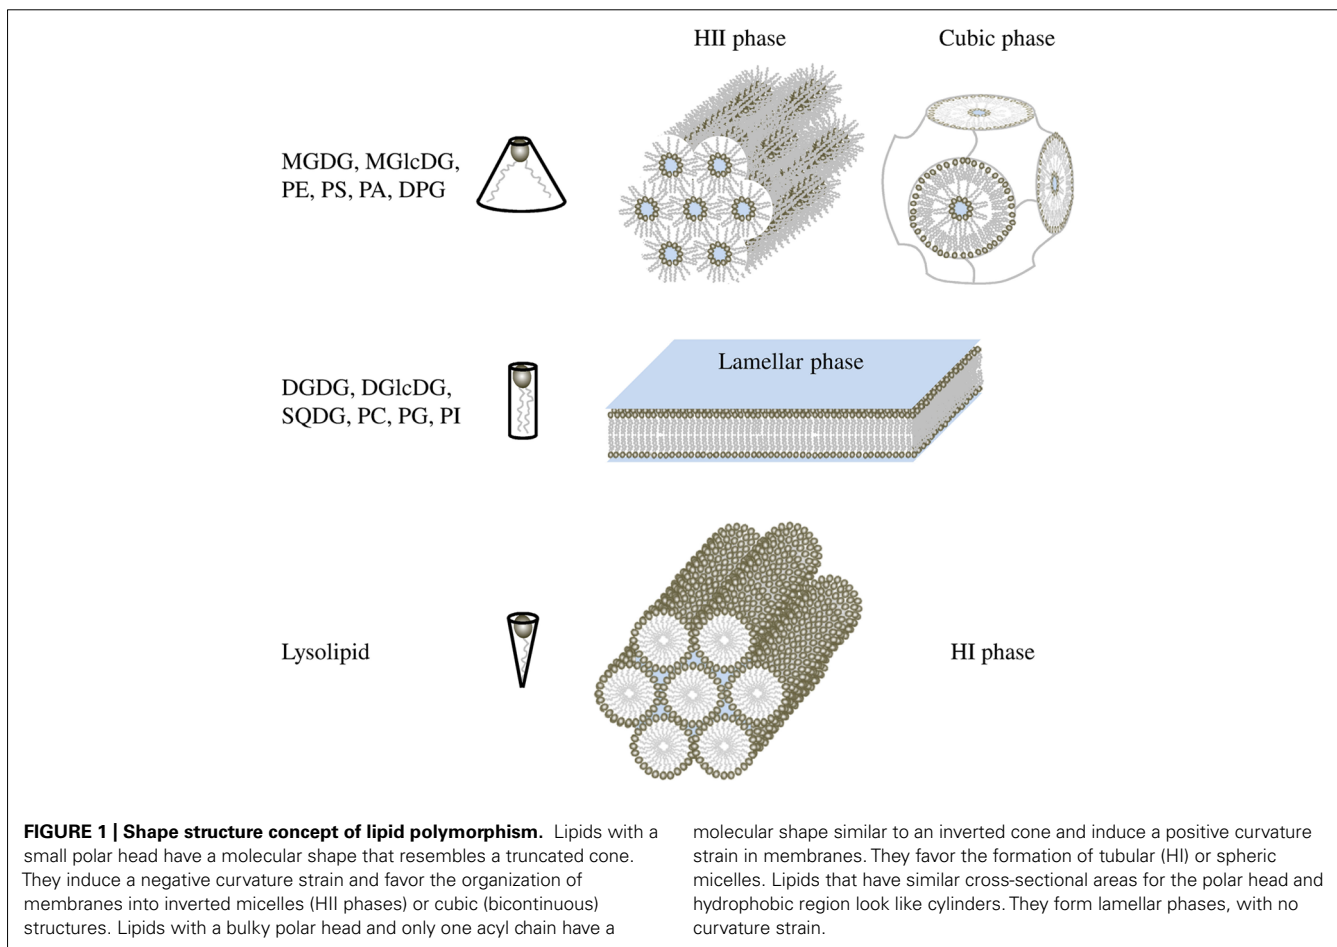 HII phase
Cubic phase
MGDG, MGlcDG,
PE, PS, PA, DPG
Lamellar phase
DGDG, DGlcDG,
SQDG, PC, PG, PI
Lysolipid
HI phase
FIGURE 1 | Shape structure concept of lipid polymorphism. Lipids with a
small polar head have a molecular shape that resembles a truncated cone.
They induce a negative curvature strain and favor the organization of
membranes into inverted micelles (HII phases) or cubic (bicontinuous)
structures. Lipids with a bulky polar head and only one acyl chain have a
molecular shape similar to an inverted cone and induce a positive curvature
strain in membranes. They favor the formation of tubular (HI) or spheric
micelles. Lipids that have similar cross-sectional areas for the polar head and
hydrophobic region look like cylinders. They form lamellar phases, with no
curvature strain.